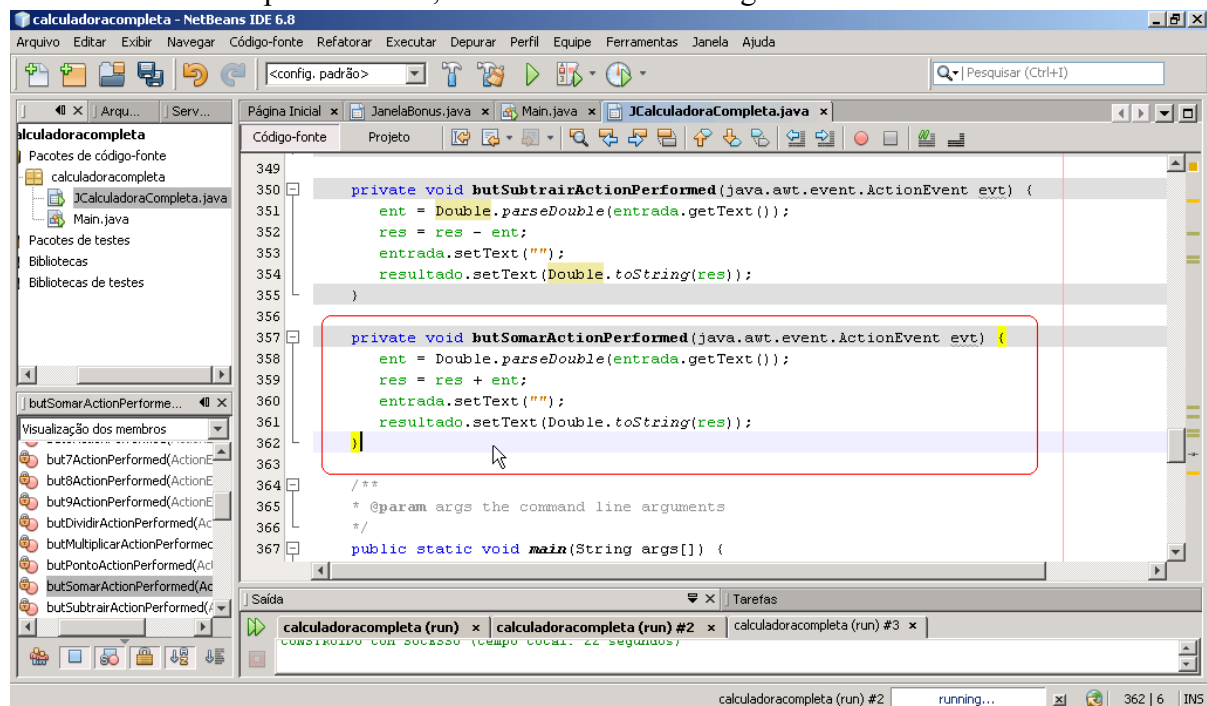 calculadoracompleta - NetBeans IDE 6.8
Arquivo Editar Exibir Navegar Código-fonte Refatorar Executar Depurar Perfil Equipe Ferramentas Janela Ajuda
<config. padrão>
Pesquisar (Ctrl+I)
Arqu... Serv...
Página Inicial JanelaBonus.java Main.java JCalculadoraCompleta.java
Código-fonte Projeto
alculadoracompleta
Pacotes de código-fonte
calculadoracompleta
JCalculadoraCompleta.java
Main.java
Pacotes de testes
Bibliotecas
Bibliotecas de testes
349
350 private void butSubtrairActionPerformed(java.awt.event.ActionEvent evt) {
351 ent = Double.parseDouble(entrada.getText());
352 res = res - ent;
353 entrada.setText("");
354 resultado.setText(Double.toString(res));
355 }
356
357 private void butSomarActionPerformed(java.awt.event.ActionEvent evt) {
358 ent = Double.parseDouble(entrada.getText());
359 res = res + ent;
360 entrada.setText("");
361 resultado.setText(Double.toString(res));
362 }
363
364 /**
365 * @param args the command line arguments
366 */
367 public static void main(String args[]) {
butSomarActionPerforme...
Visualização dos membros
but7ActionPerformed(ActionE
but8ActionPerformed(ActionE
but9ActionPerformed(ActionE
butDividirActionPerformed(Ac
butMultiplicarActionPerformed
butPontoActionPerformed(Act
butSomarActionPerformed(Ac
butSubtrairActionPerformed(A
Saída Tarefas
calculadoracompleta (run) calculadoracompleta (run) #2 calculadoracompleta (run) #3
CONSTRUÍDO COM SUCESSO (tempo total: 22 segundos)
calculadoracompleta (run) #2 running... 362 | 6 INS